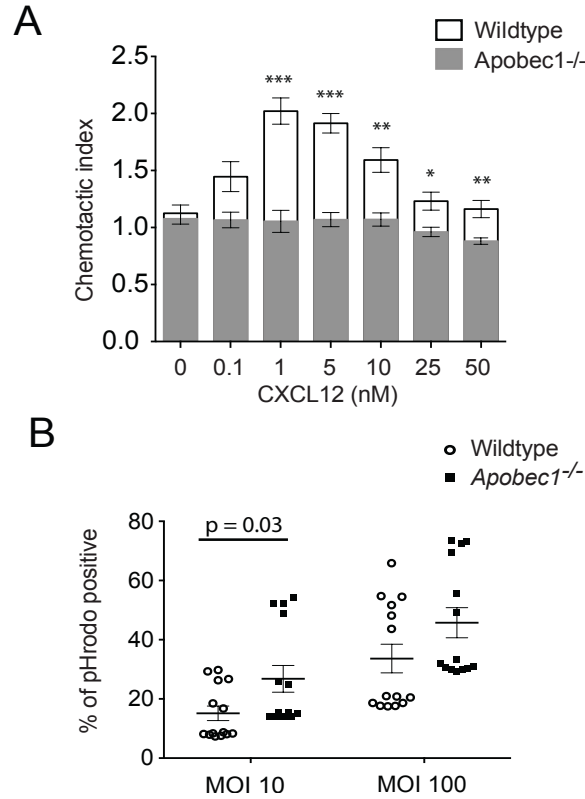 A
Wildtype
Apobec1-/-
Chemotactic index
2.5
2.0
1.5
1.0
0.5
0.0
*** *** ** * **
0 0.1 1 5 10 25 50
CXCL12 (nM)
B
Wildtype
Apobec1-/-
% of pHrodo positive
80
60
40
20
0
p = 0.03
MOI 10 MOI 100